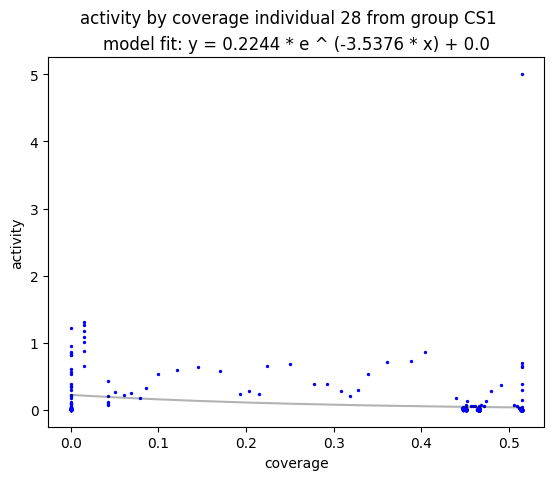 activity by coverage individual 28 from group CS1
model fit: y = 0.2244 * e ^ (-3.5376 * x) + 0.0
5
4
3
2
1
0
activity
0.0 0.1 0.2 0.3 0.4 0.5
coverage